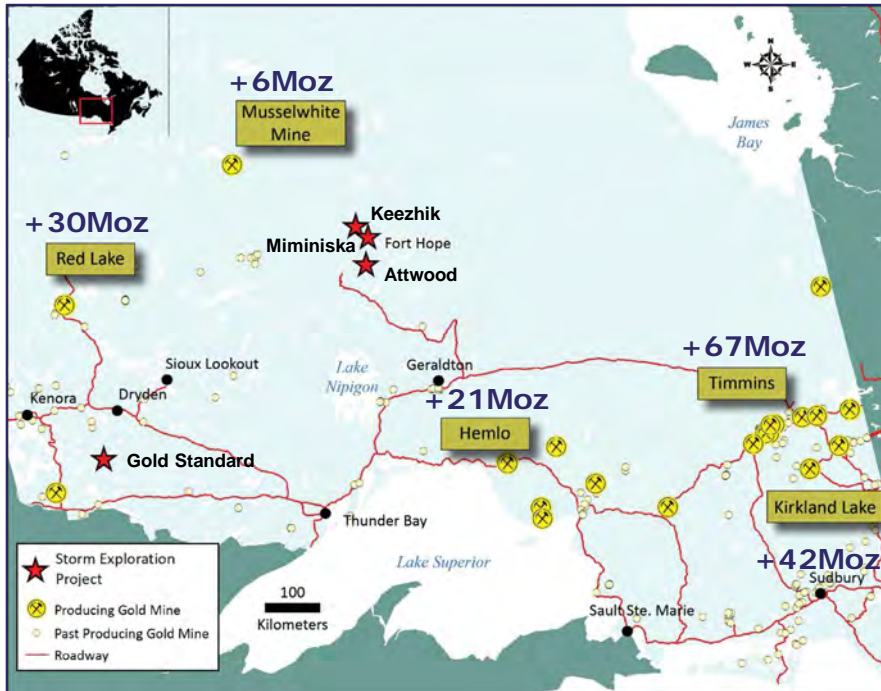 +6Moz
Musselwhite
Mine
N
W
E
S
James
Bay
+30Moz
Red Lake
Keezhik
Miminiska
Fort Hope
Attwood
Sioux Lookout
Lake
Nipigon
Geraldton
+67Moz
Timmins
Kenora
Dryden
+21Moz
Hemlo
Gold Standard
Thunder Bay
Kirkland Lake
Lake Superior
+42Moz
Sudbury
Sault Ste. Marie
Storm Exploration
Project
Producing Gold Mine
Past Producing Gold Mine
Roadway
100
Kilometers